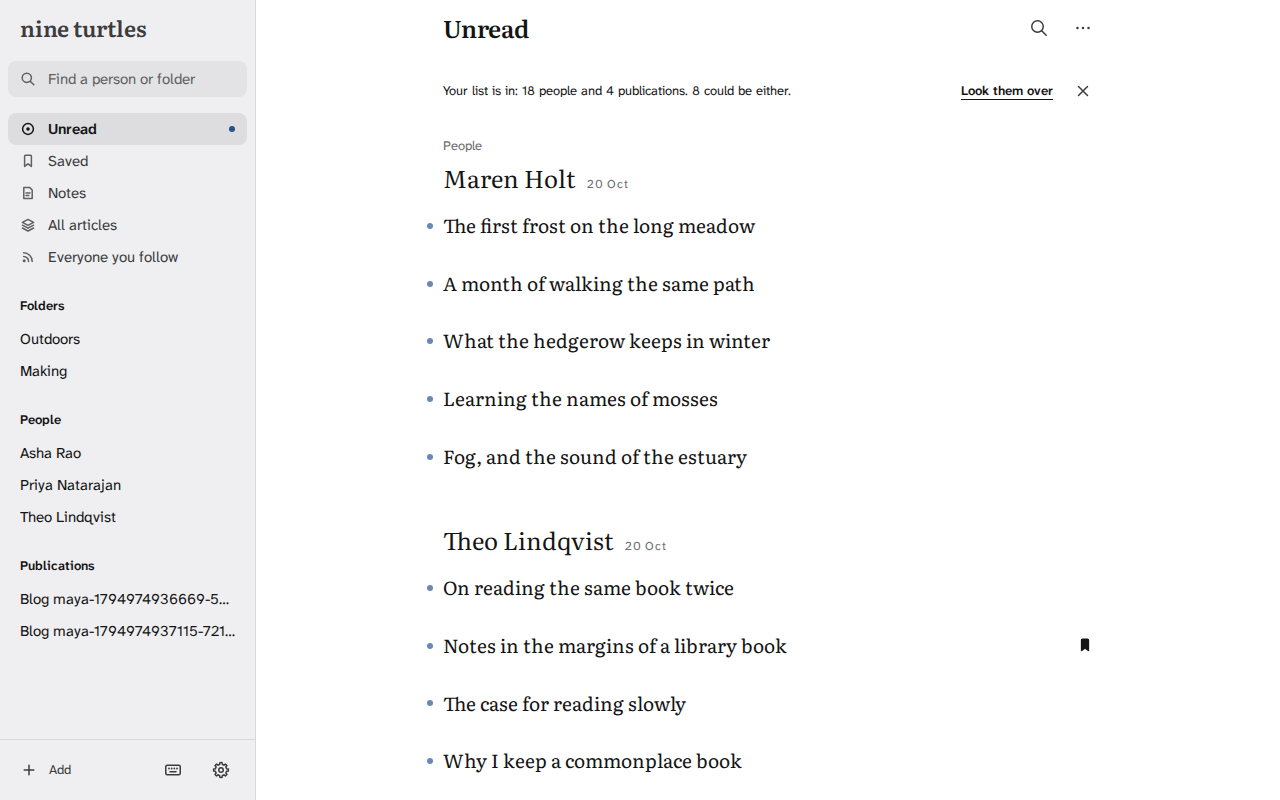 nine turtles
Find a person or folder
Unread
Saved
Notes
All articles
Everyone you follow
Folders
Outdoors
Making
People
Asha Rao
Priya Natarajan
Theo Lindqvist
Publications
Blog maya-1794974936669-5...
Blog maya-1794974937115-721...
Add
Unread
Your list is in: 18 people and 4 publications. 8 could be either.
Look them over
People
Maren Holt 20 Oct
The first frost on the long meadow
A month of walking the same path
What the hedgerow keeps in winter
Learning the names of mosses
Fog, and the sound of the estuary
Theo Lindqvist 20 Oct
On reading the same book twice
Notes in the margins of a library book
The case for reading slowly
Why I keep a commonplace book